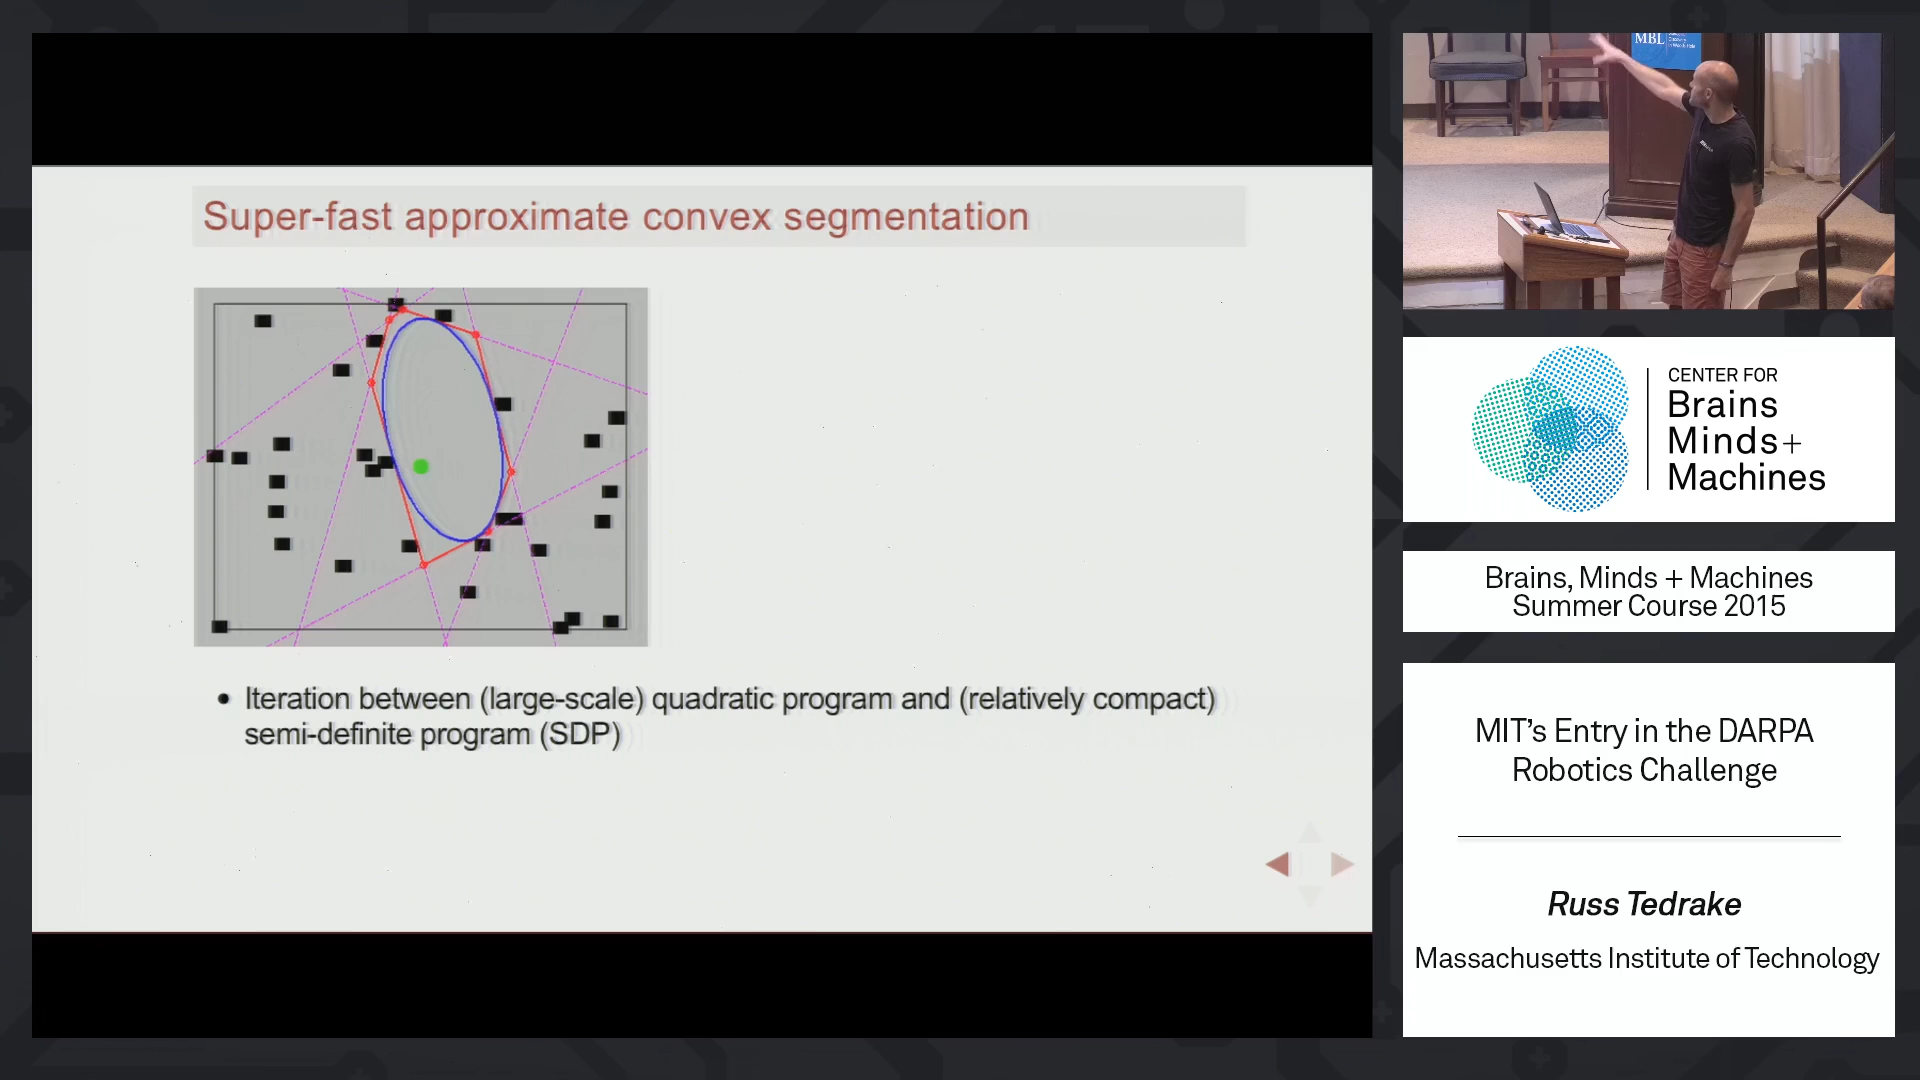 Super-fast approximate convex segmentation
• Iteration between (large-scale) quadratic program and (relatively compact)
semi-definite program (SDP)
MBL
CENTER FOR
Brains
Minds+
Machines
Brains, Minds + Machines
Summer Course 2015
MIT’s Entry in the DARPA
Robotics Challenge
Russ Tedrake
Massachusetts Institute of Technology